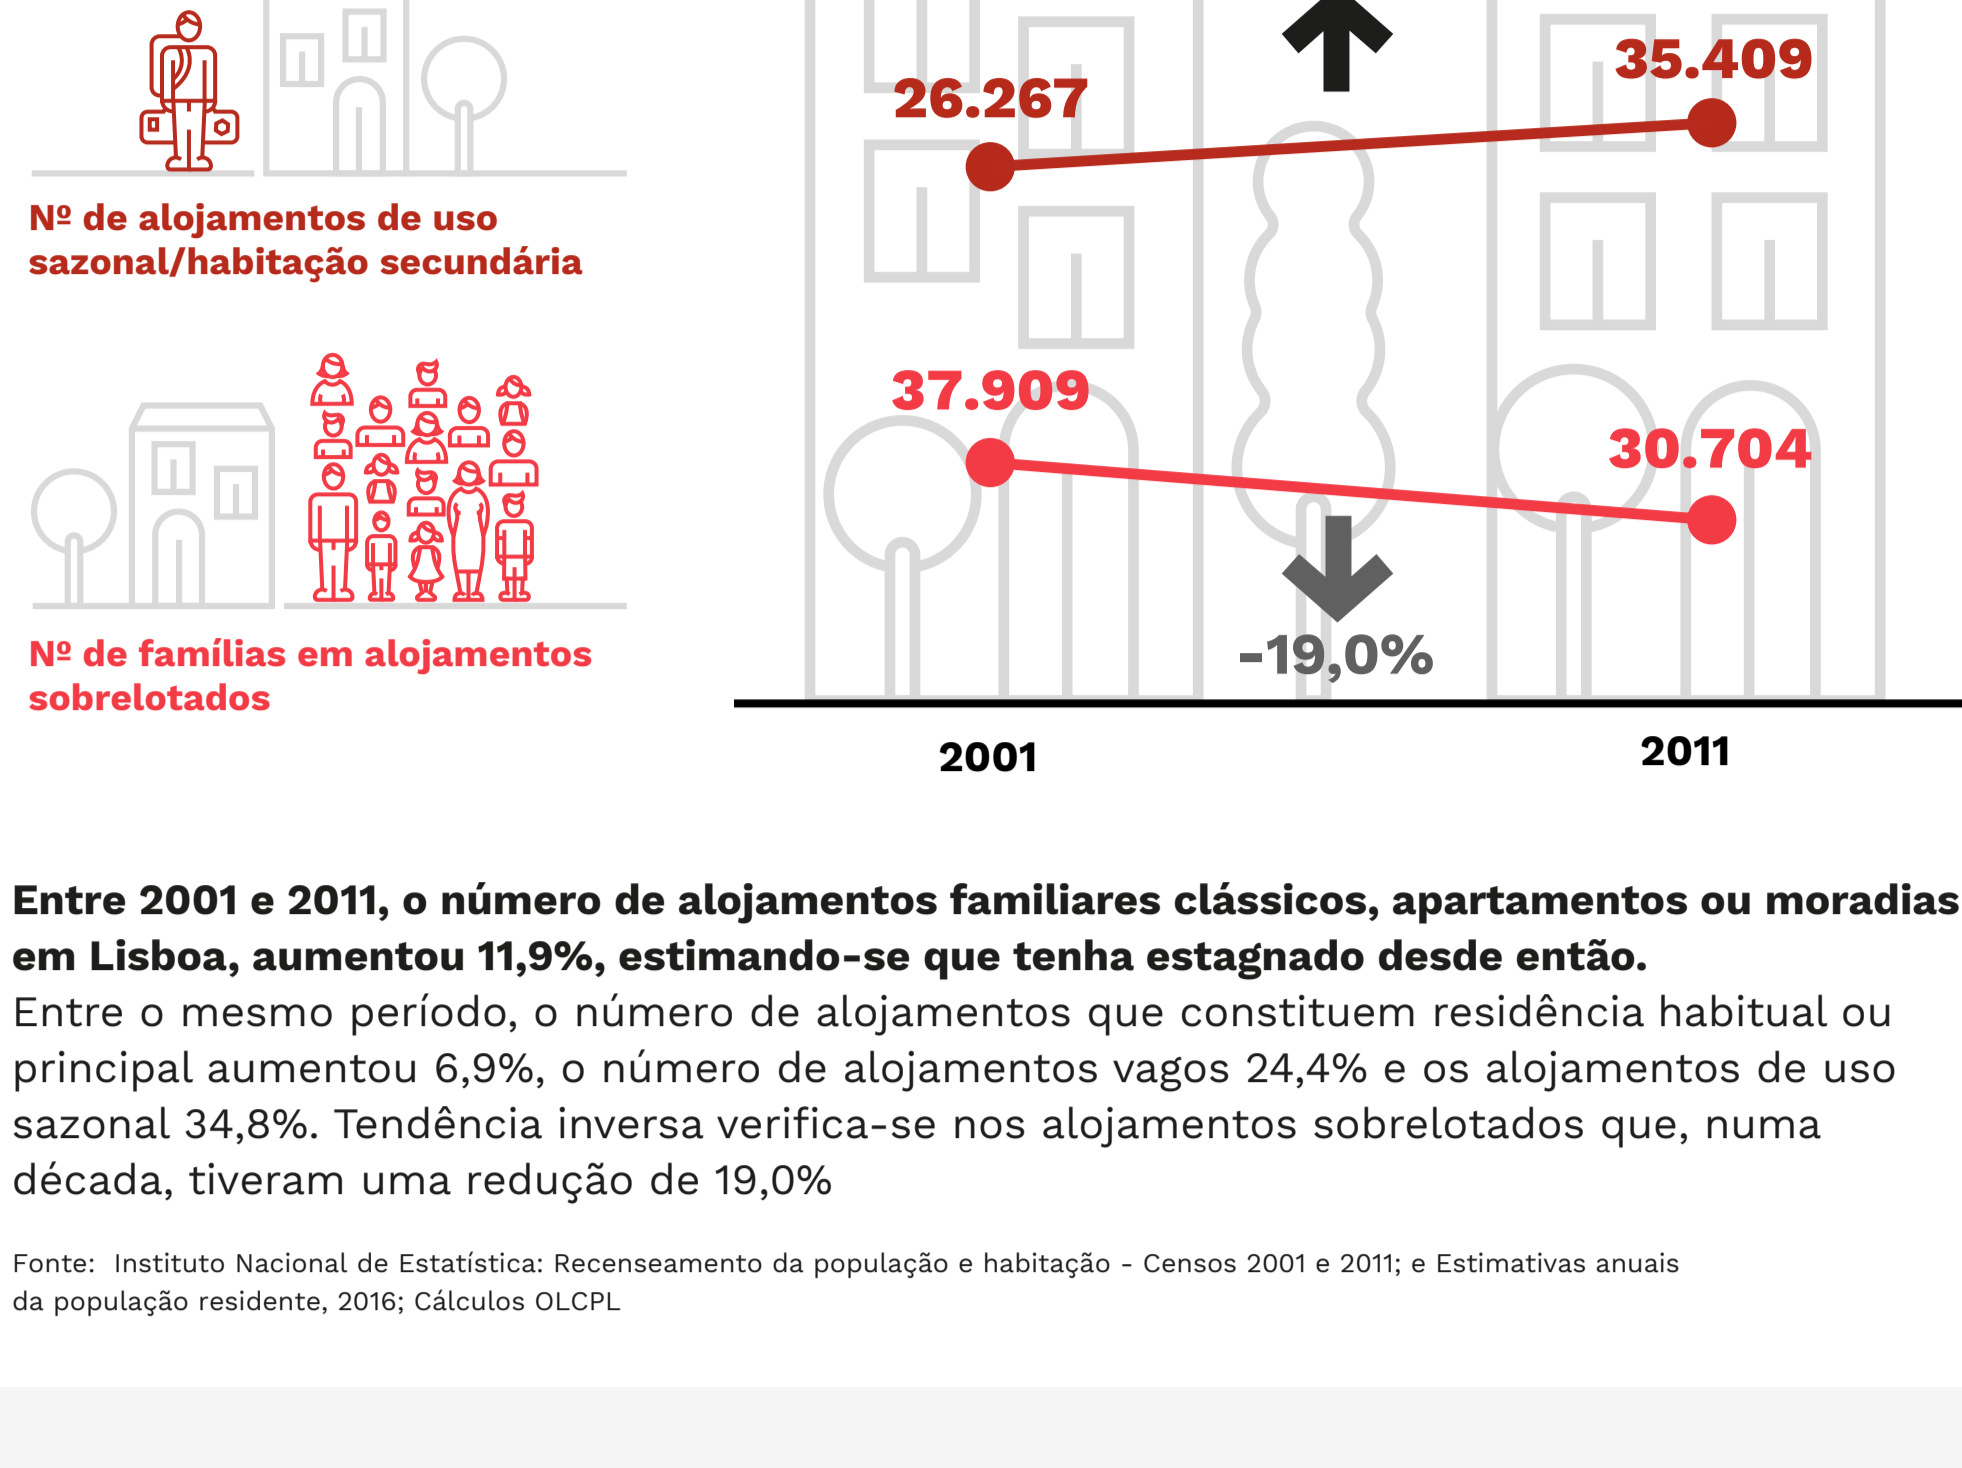 26.267
35.409
Nº de alojamentos de uso
sazonal/habitação secundária
37.909
30.704
-19,0%
Nº de famílias em alojamentos
sobrelotados
2001
2011
Entre 2001 e 2011, o número de alojamentos familiares clássicos, apartamentos ou moradias
em Lisboa, aumentou 11,9%, estimando-se que tenha estagnado desde então.
Entre o mesmo período, o número de alojamentos que constituem residência habitual ou
principal aumentou 6,9%, o número de alojamentos vagos 24,4% e os alojamentos de uso
sazonal 34,8%. Tendência inversa verifica-se nos alojamentos sobrelotados que, numa
década, tiveram uma redução de 19,0%
Fonte:  Instituto Nacional de Estatística: Recenseamento da população e habitação - Censos 2001 e 2011; e Estimativas anuais
da população residente, 2016; Cálculos OLCPL